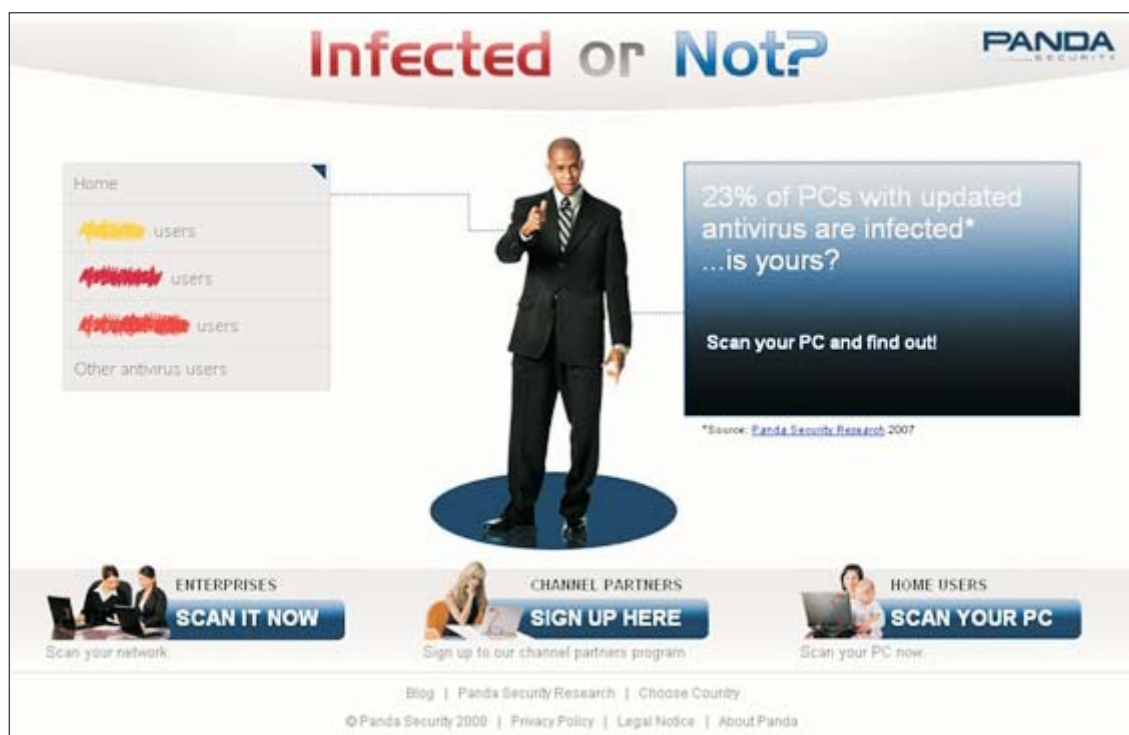 Infected or Not?
PANDA
SECURITY
Home
users
users
users
Other antivirus users
23% of PCs with updated
antivirus are infected*
...is yours?
Scan your PC and find out!
*Source: Panda Security Research 2007
ENTERPRISES
SCAN IT NOW
Scan your network.
CHANNEL PARTNERS
SIGN UP HERE
Sign up to our channel partners program
HOME USERS
SCAN YOUR PC
Scan your PC now.
Blog | Panda Security Research | Choose Country
© Panda Security 2008 | Privacy Policy | Legal Notice | About Panda